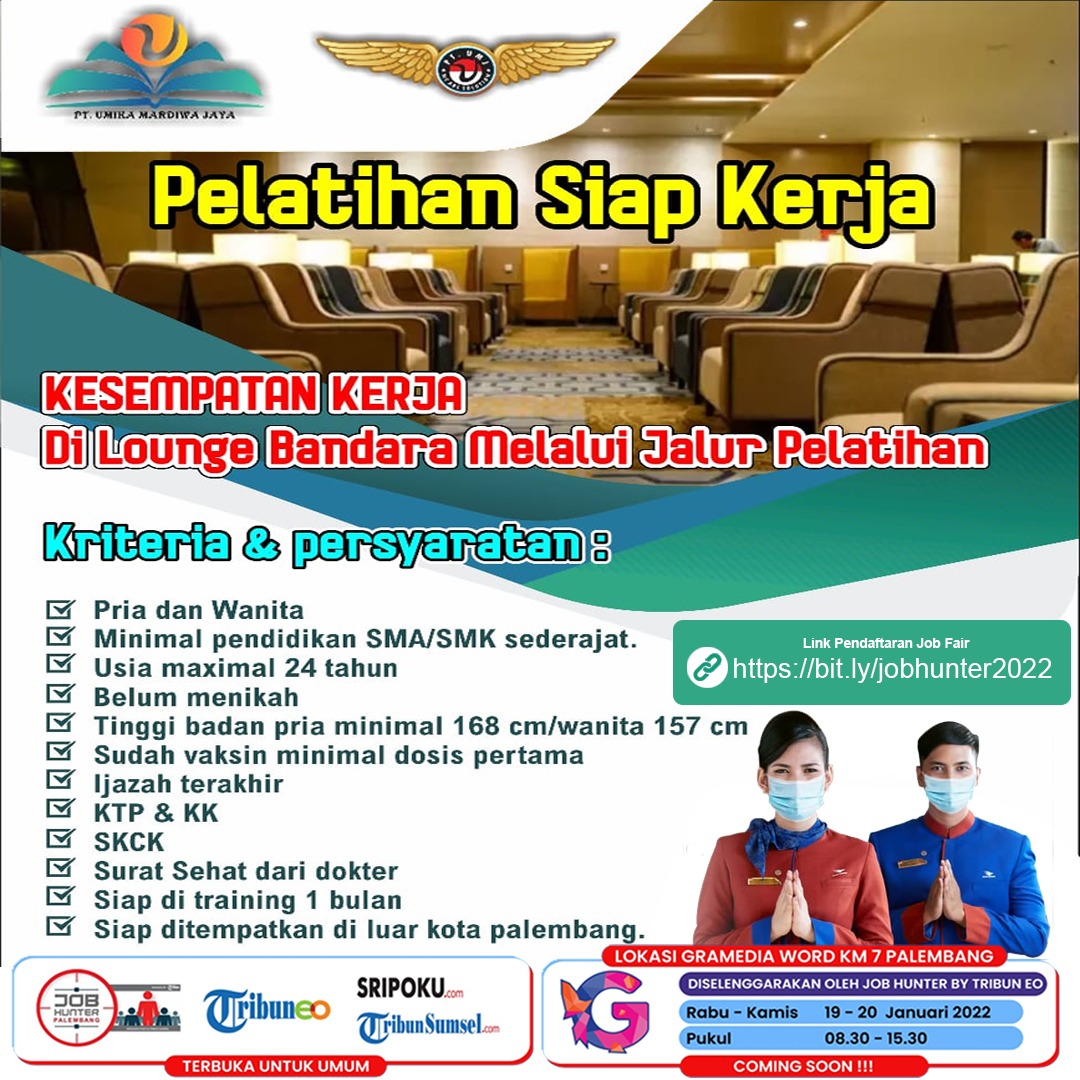 PT. UMIKA MARDIWA JAYA
PT. UMJ
Pelatihan Siap Kerja
KESEMPATAN KERJA
Di Lounge Bandara Melalui Jalur Pelatihan
Kriteria & persyaratan :
Pria dan Wanita
Minimal pendidikan SMA/SMK sederajat.
Usia maximal 24 tahun
Belum menikah
Tinggi badan pria minimal 168 cm/wanita 157 cm
Sudah vaksin minimal dosis pertama
Ijazah terakhir
KTP & KK
SKCK
Surat Sehat dari dokter
Siap di training 1 bulan
Siap ditempatkan di luar kota palembang.
Link Pendaftaran Job Fair
https://bit.ly/jobhunter2022
JOB
HUNTER
PALEMBANG
Tribuneo
SRIPOKU.com
TribunSumsel.com
TERBUKA UNTUK UMUM
LOKASI GRAMEDIA WORD KM 7 PALEMBANG
G
DISELENGGARAKAN OLEH JOB HUNTER BY TRIBUN EO
Rabu - Kamis 19 - 20 Januari 2022
Pukul 08.30 - 15.30
COMING SOON !!!